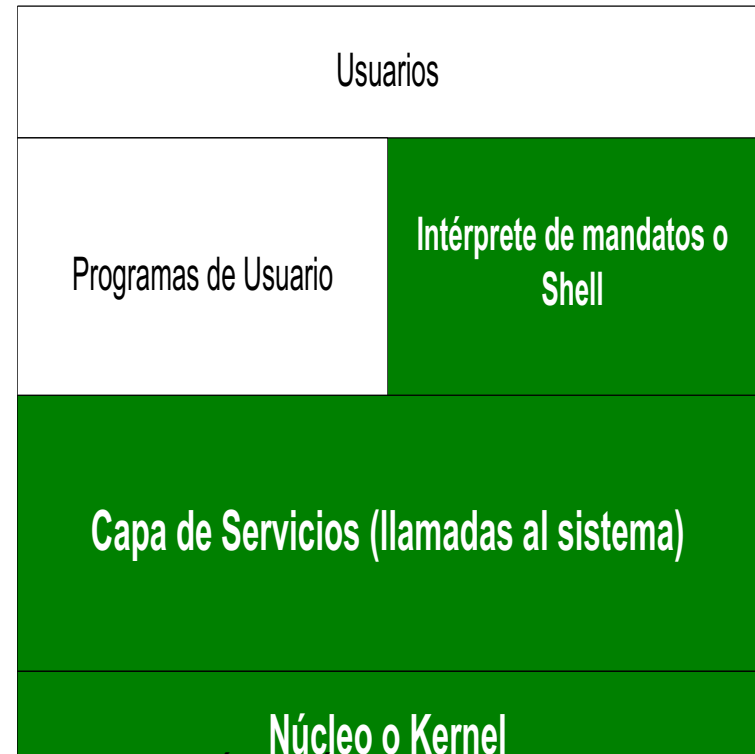 Usuarios
Programas de Usuario
Intérprete de mandatos o
Shell
Capa de Servicios (llamadas al sistema)
Núcleo o Kernel